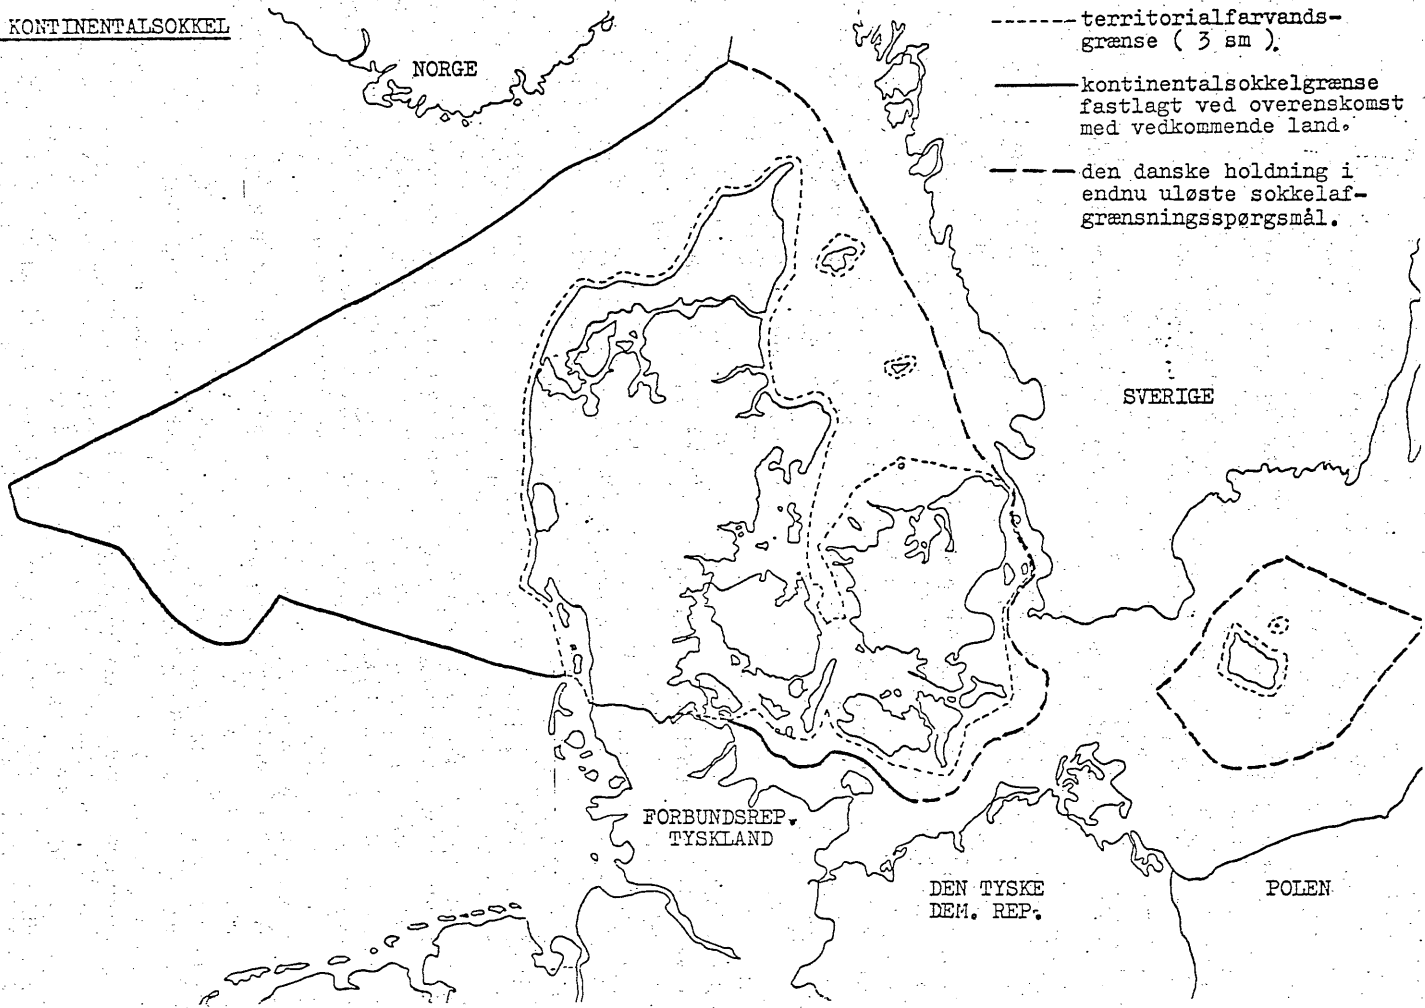 KONTINENTALSOKKEL
NORGE
territorialfarvands-
grænse ( 3 sm ).
kontinentalsokkelgrænse
fastlagt ved overenskomst
med vedkommende land.
den danske holdning i
endnu uløste sokkelaf-
grænsningsspørgsmål.
SVERIGE
FORBUNDSREP.
TYSKLAND
DEN TYSKE
DEM. REP.
POLEN